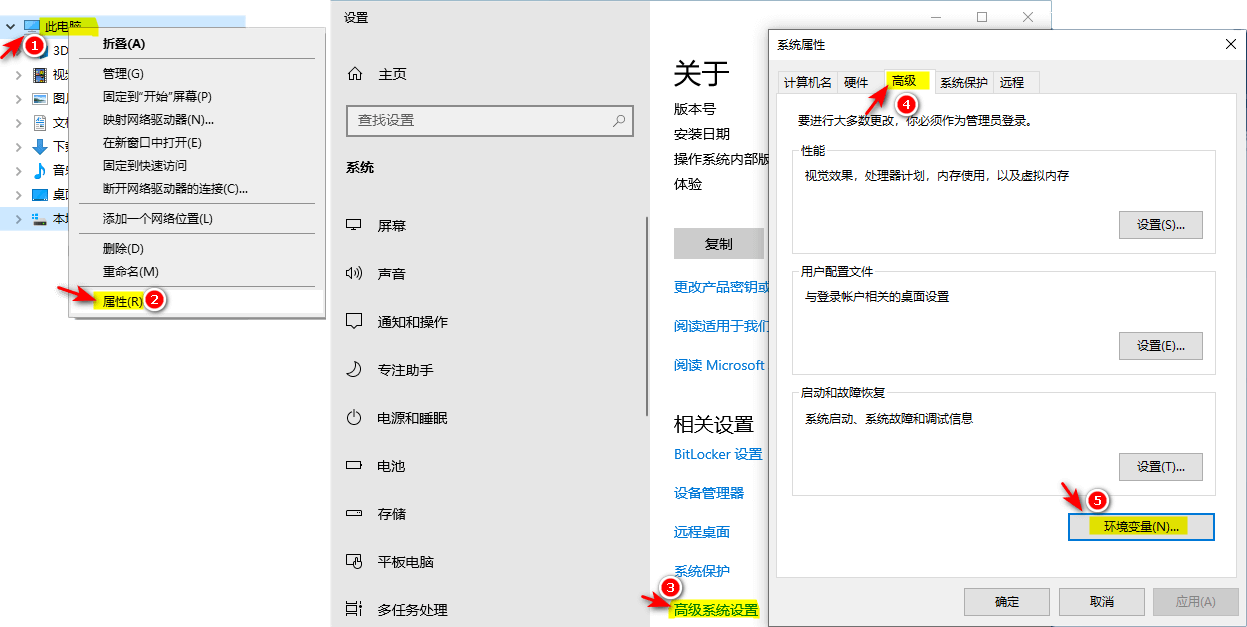 此电脑
1
3D
视
图
文
下
音
桌
本
折叠(A)
管理(G)
固定到"开始"屏幕(P)
映射网络驱动器(N)...
在新窗口中打开(E)
固定到快速访问
断开网络驱动器的连接(C)...
添加一个网络位置(L)
删除(D)
重命名(M)
属性(R)
2
设置
主页
查找设置
系统
屏幕
声音
通知和操作
专注助手
电源和睡眠
电池
存储
平板电脑
多任务处理
关于
版本号
安装日期
操作系统内部版
体验
复制
更改产品密钥或
阅读适用于我们
阅读 Microsoft
相关设置
BitLocker 设置
设备管理器
远程桌面
系统保护
3
高级系统设置
系统属性
计算机名 硬件 高级 系统保护 远程
4
要进行大多数更改，你必须作为管理员登录。
性能
视觉效果，处理器计划，内存使用，以及虚拟内存
设置(S)...
用户配置文件
与登录帐户相关的桌面设置
设置(E)...
启动和故障恢复
系统启动、系统故障和调试信息
设置(T)...
5
环境变量(N)...
确定 取消 应用(A)